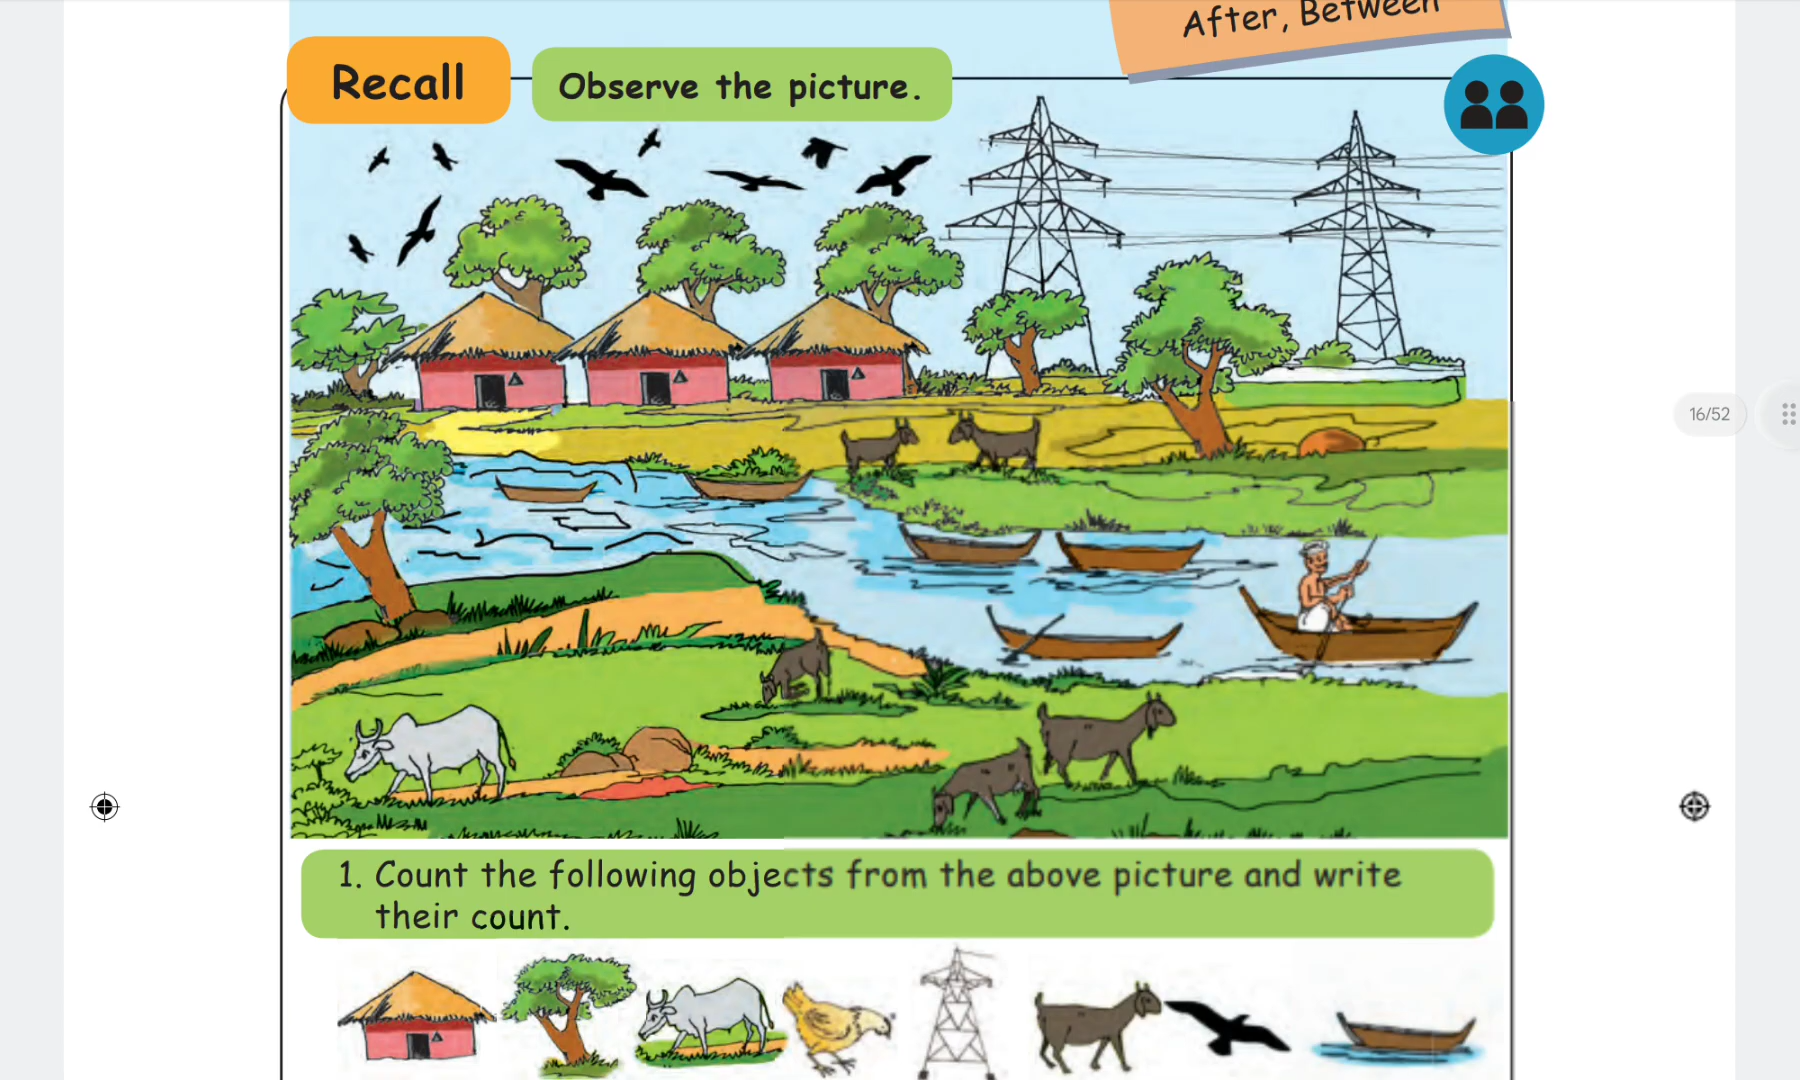 After, Between
Recall
Observe the picture.
16/52
1. Count the following objects from the above picture and write
their count.